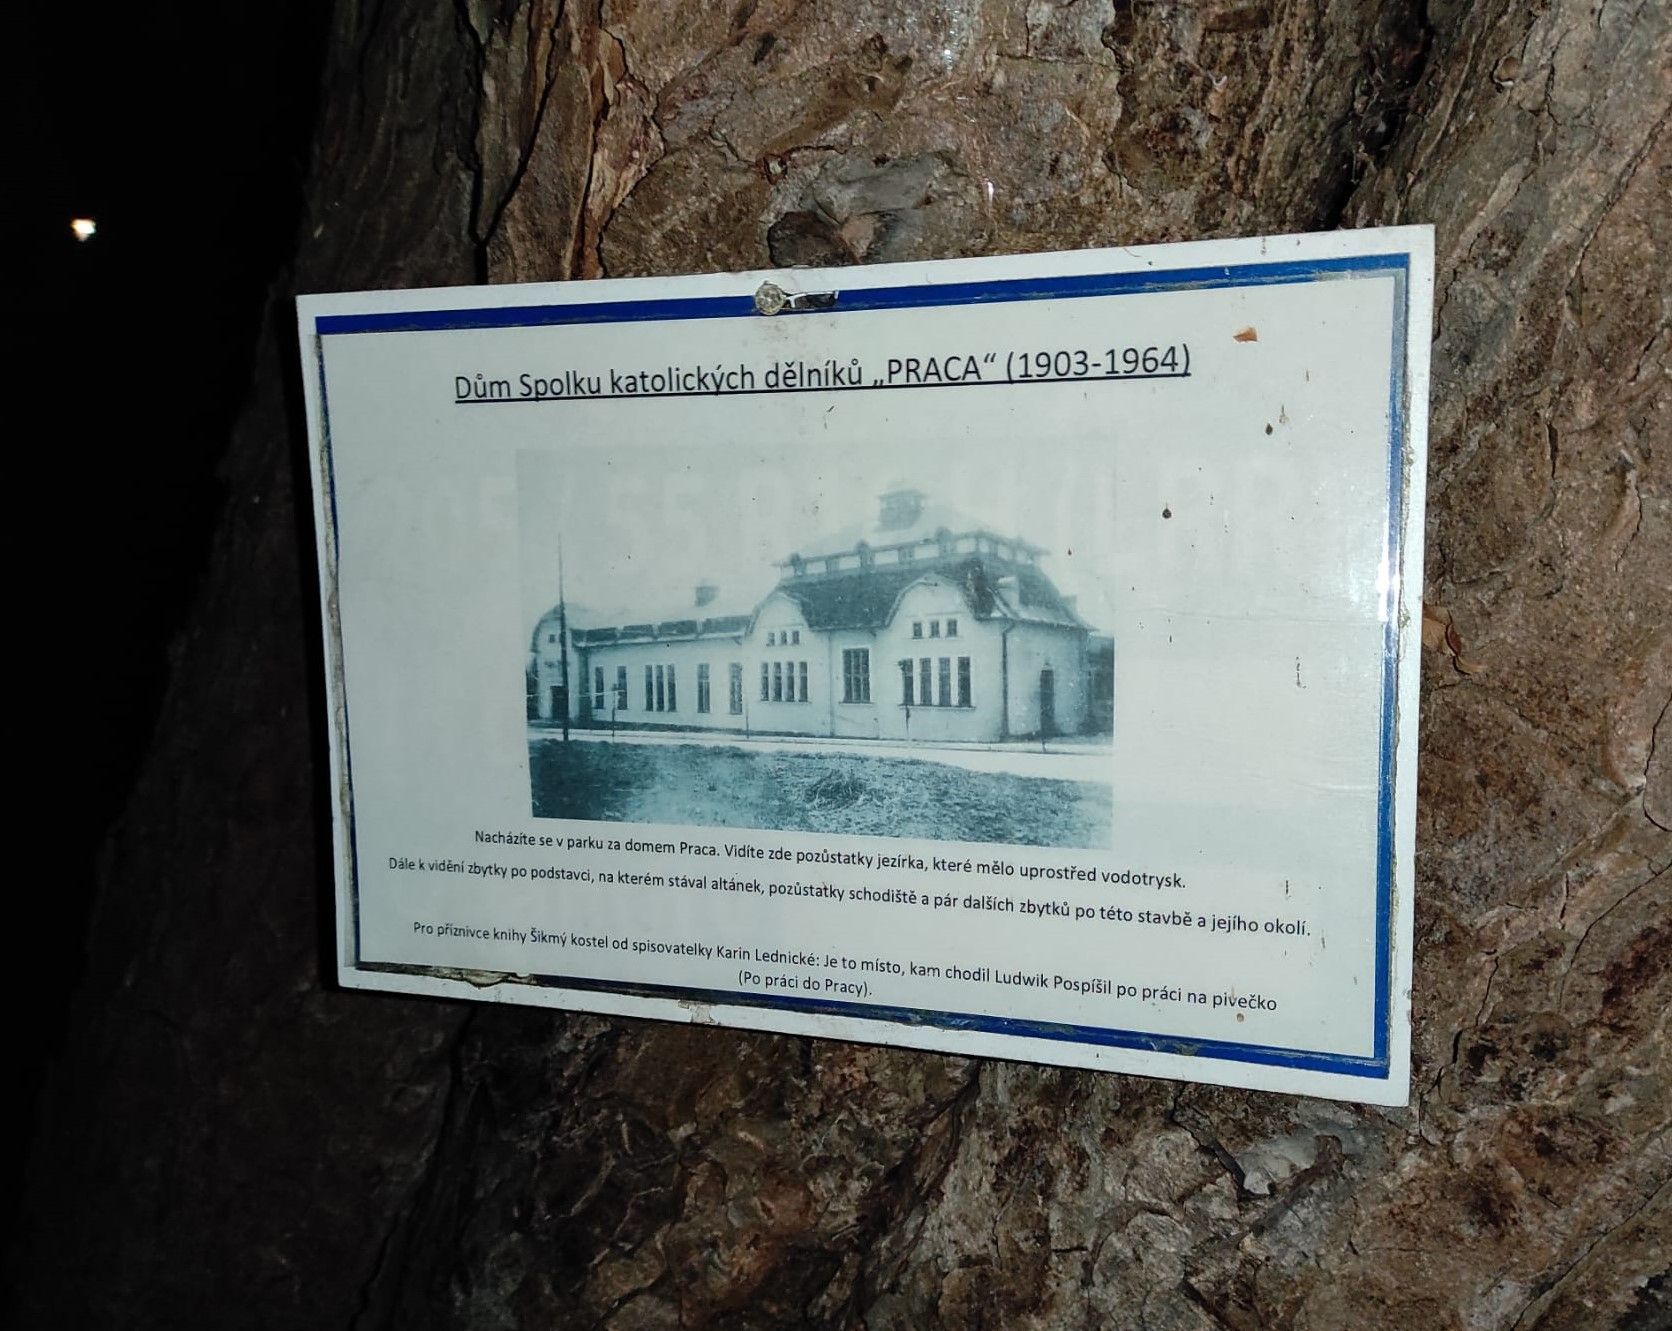 Dům Spolku katolických dělníků „PRACA“ (1903-1964)
Nacházíte se v parku za domem Praca. Vidíte zde pozůstatky jezírka, které mělo uprostřed vodotrysk.
Dále k vidění zbytky po podstavci, na kterém stával altánek, pozůstatky schodiště a pár dalších zbytků po této stavbě a jejího okolí.
Pro příznivce knihy Šikmý kostel od spisovatelky Karin Lednické: Je to místo, kam chodil Ludwik Pospíšil po práci na pivečko
(Po práci do Pracy).